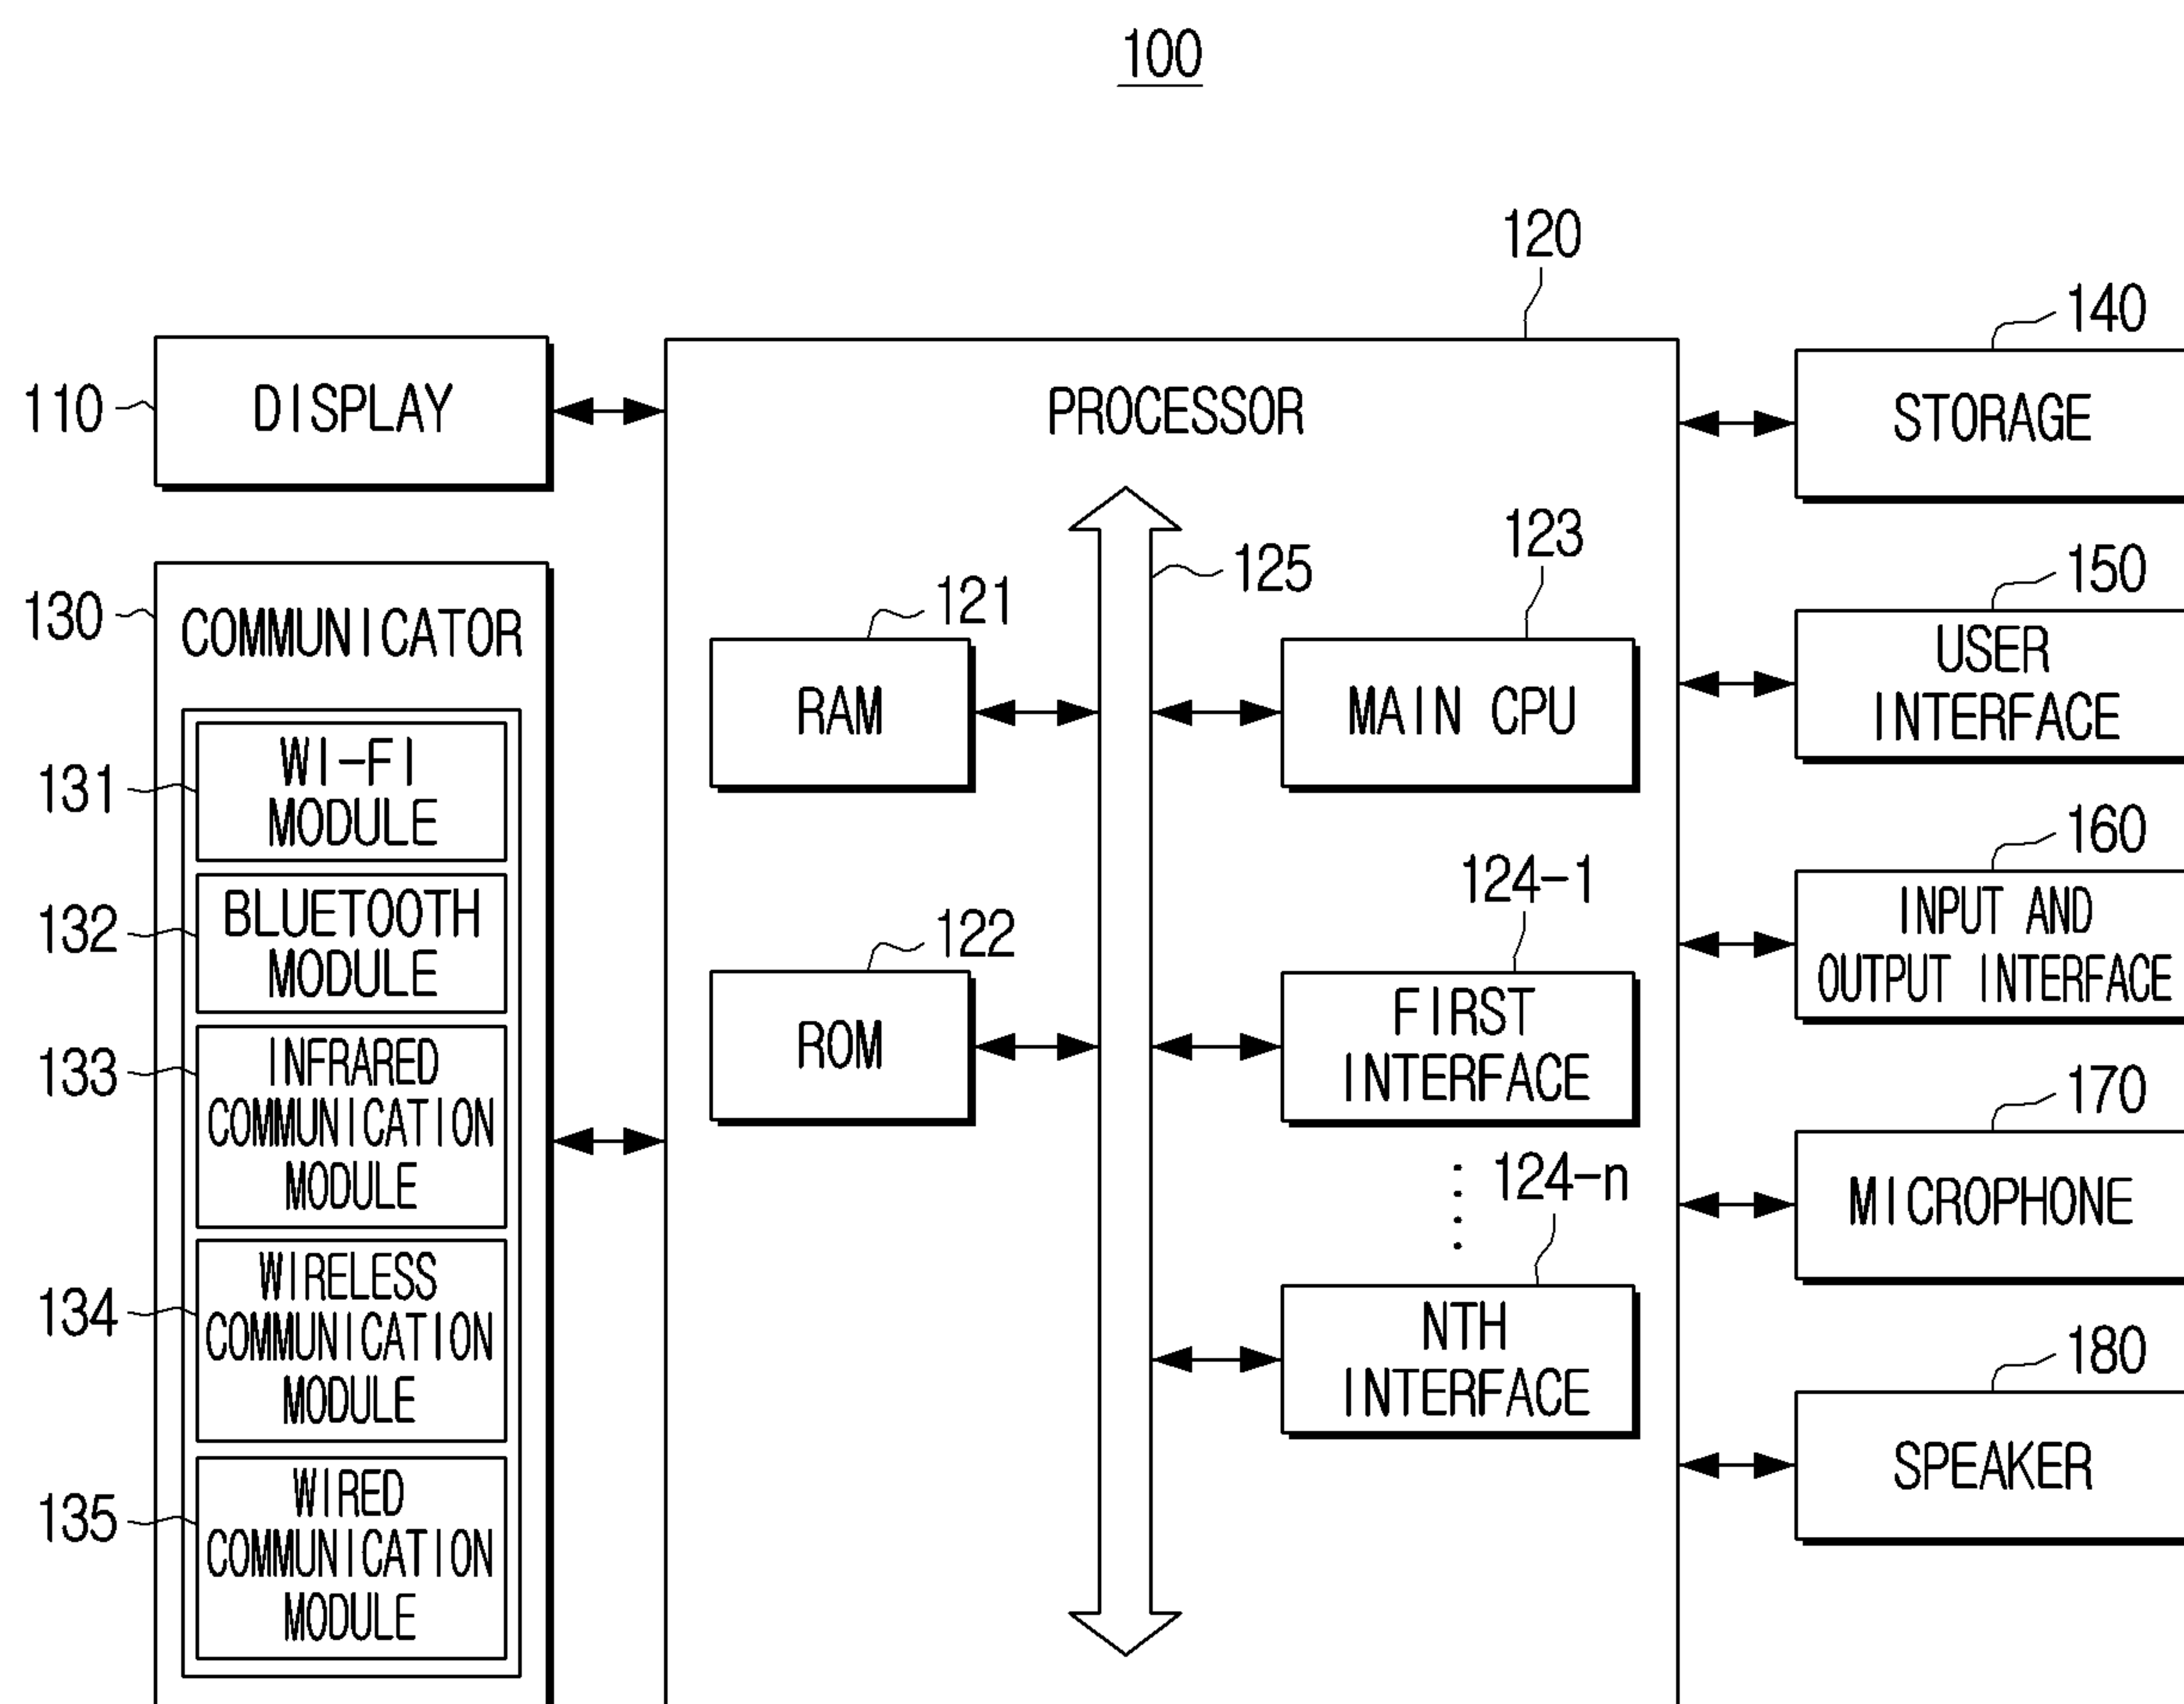 100
120
110
DISPLAY
PROCESSOR
140
STORAGE
130
COMMUNICATOR
131
WI-FI
MODULE
132
BLUETOOTH
MODULE
133
INFRARED
COMMUNICATION
MODULE
134
WIRELESS
COMMUNICATION
MODULE
135
WIRED
COMMUNICATION
MODULE
121
RAM
122
ROM
125
123
MAIN CPU
124-1
FIRST
INTERFACE
124-n
NTH
INTERFACE
150
USER
INTERFACE
160
INPUT AND
OUTPUT INTERFACE
170
MICROPHONE
180
SPEAKER